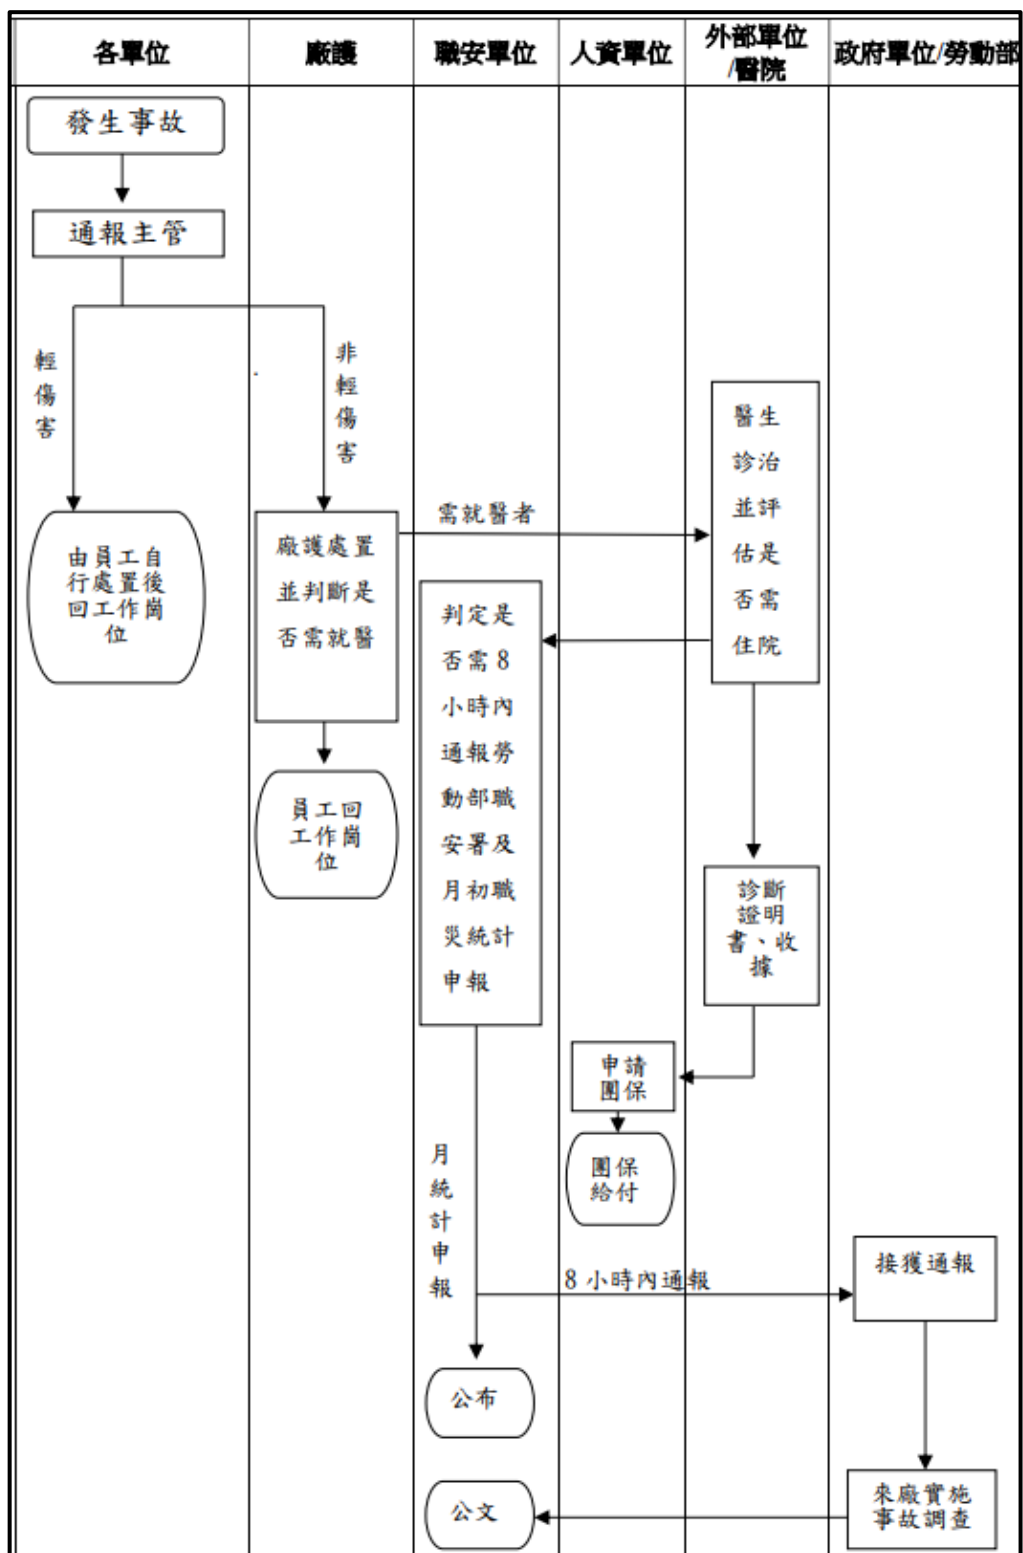 各單位
廠護
職安單位
人資單位
外部單位
/醫院
政府單位/勞動部
發生事故
通報主管
輕傷害
非輕傷害
由員工自
行處置後
回工作崗
位
廠護處置
並判斷是
否需就醫
需就醫者
醫生
診治
並評
估是
否需
住院
員工回
工作崗
位
判定是
否需8
小時內
通報勞
動部職
安署及
月初職
災統計
申報
診斷
證明
書、收
據
申請
團保
團保
給付
月統計申報
8小時內通報
接獲通報
公布
來廠實施
事故調查
公文